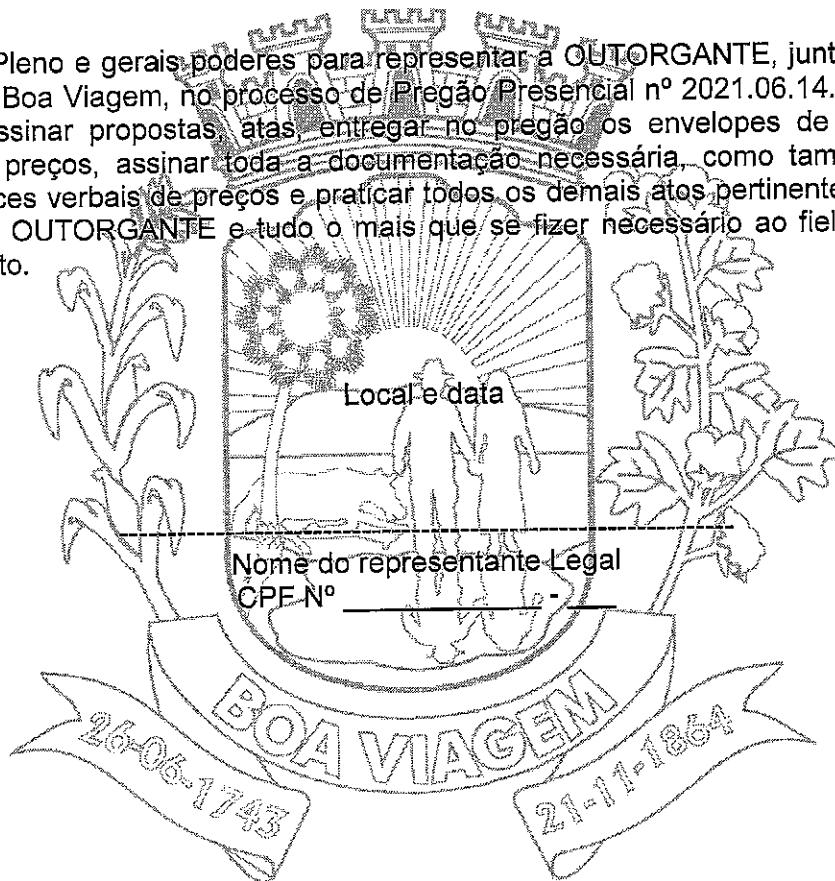 Pleno e gerais poderes para representar a OUTORGANTE, junt
Boa Viagem, no processo de Pregão Presencial nº 2021.06.14.
ssinar propostas, atas, entregar no pregão os envelopes de
preços, assinar toda a documentação necessária, como tam
ces verbais de preços e praticar todos os demais atos pertinente
OUTORGANTE e tudo o mais que se fizer necessário ao fiel
to.
Local e data
Nome do representante Legal
CPF Nº ____________ - ___
BOA VIAGEM
26-06-1743
21-11-1864